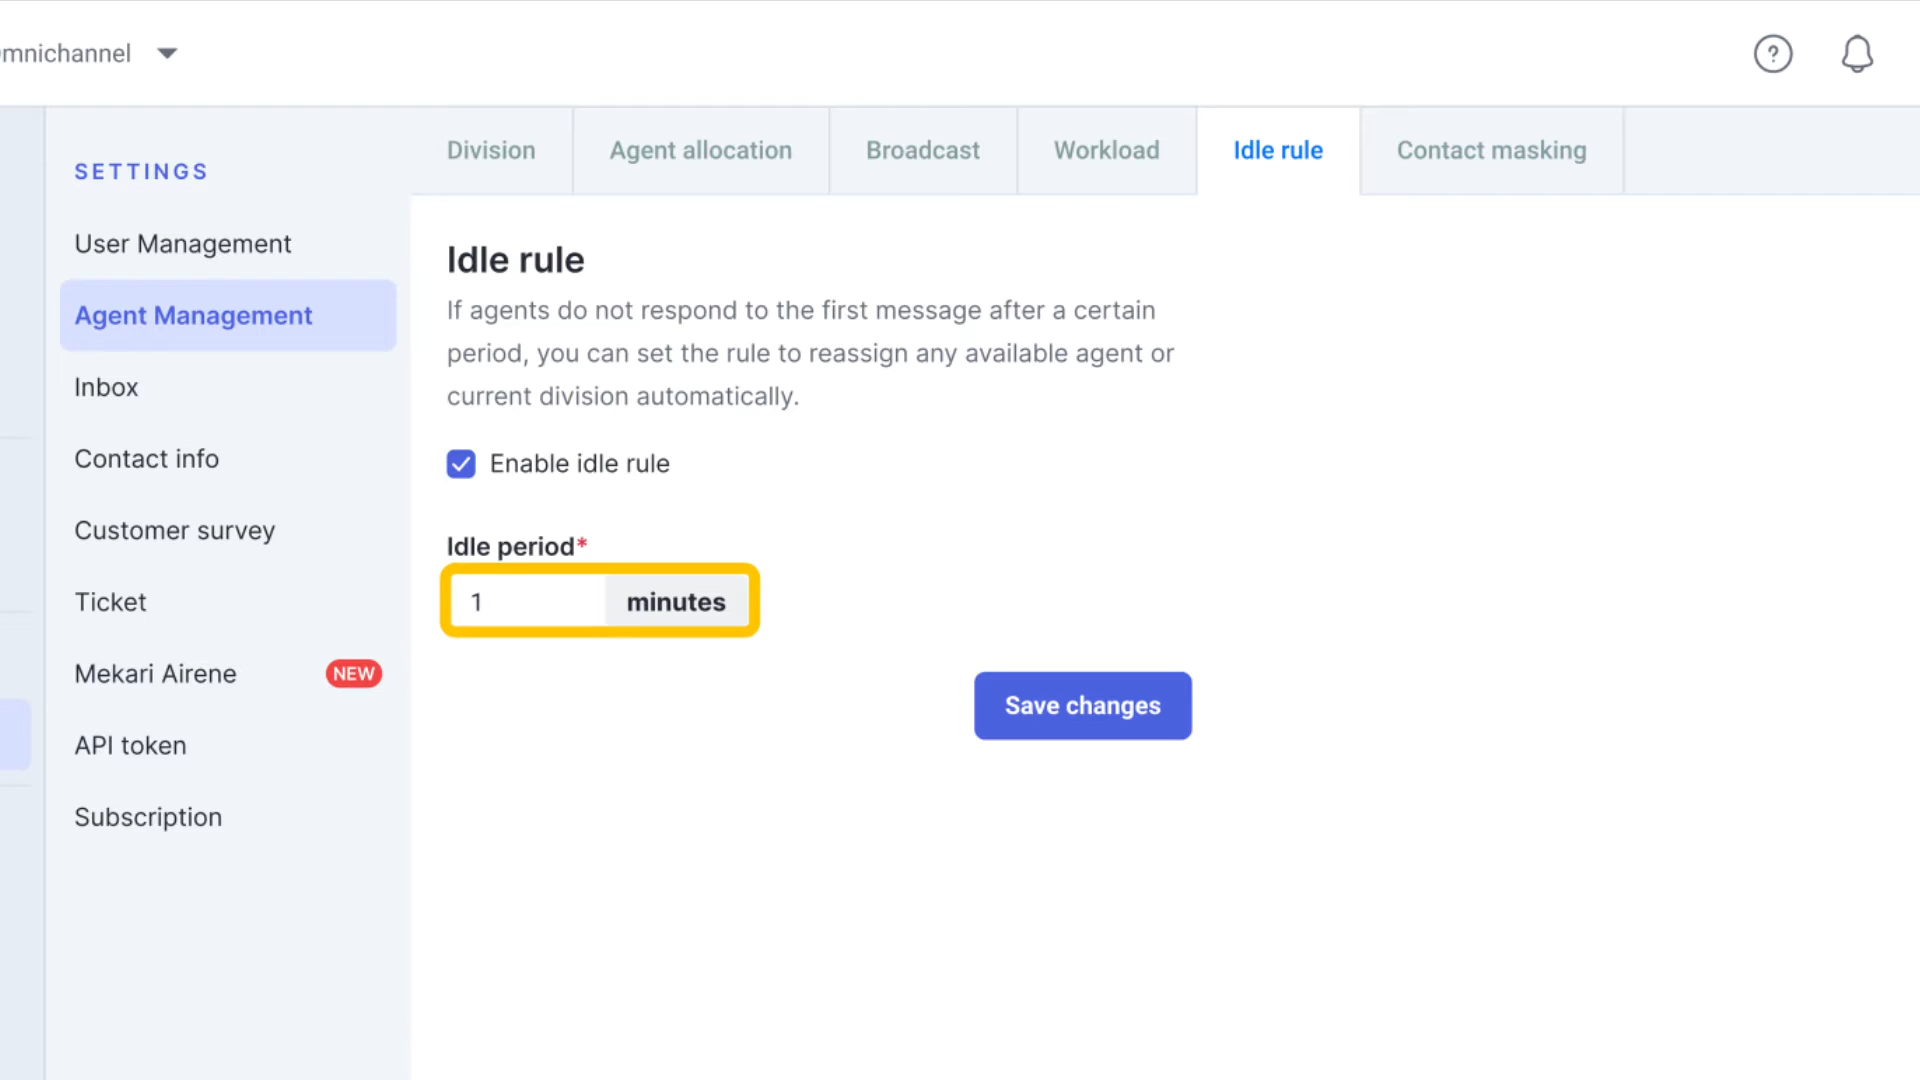 mnichannel
?
SETTINGS
User Management
Agent Management
Inbox
Contact info
Customer survey
Ticket
Mekari Airene NEW
API token
Subscription
Division Agent allocation Broadcast Workload Idle rule Contact masking
Idle rule
If agents do not respond to the first message after a certain
period, you can set the rule to reassign any available agent or
current division automatically.
Enable idle rule
Idle period*
1 minutes
Save changes